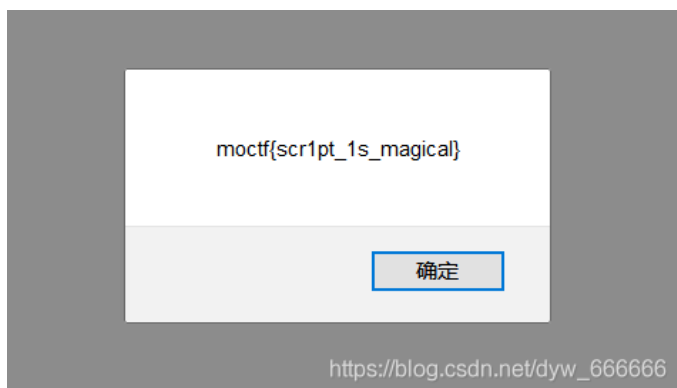 moctf{scr1pt_1s_magical}
确定
https://blog.csdn.net/dyw_666666